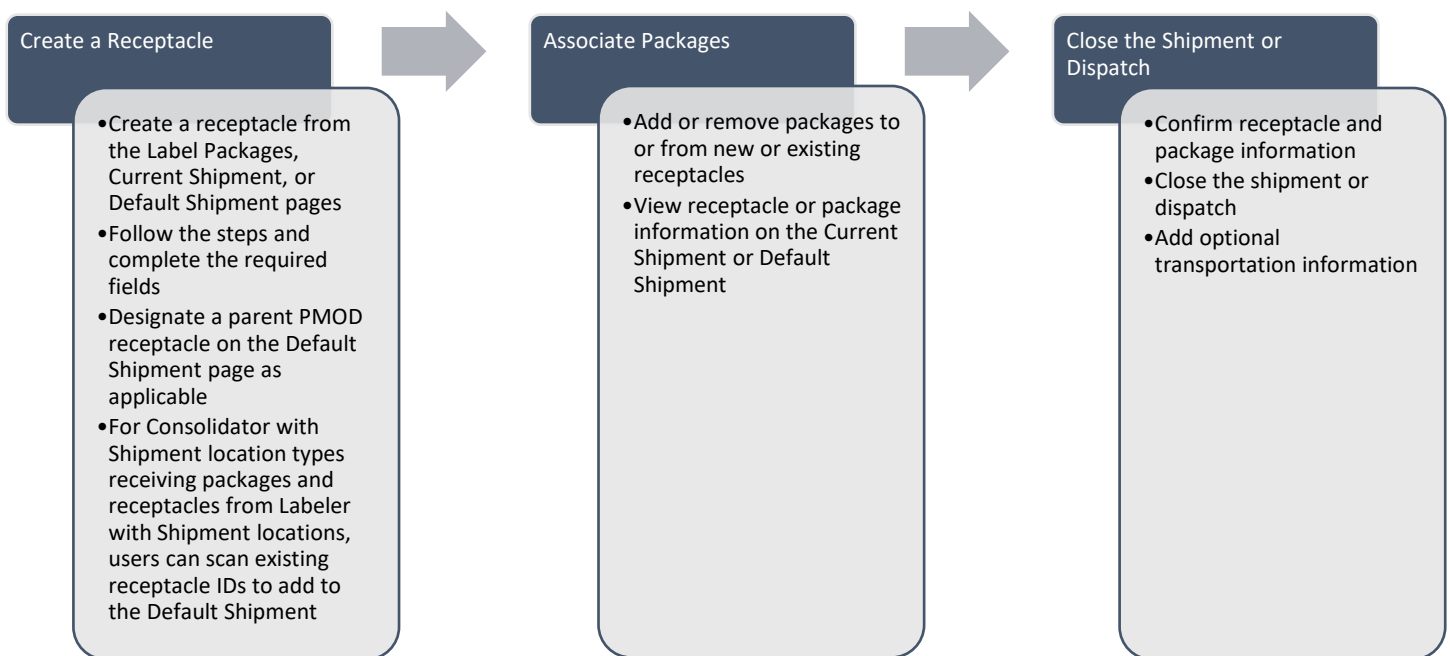 Create a Receptacle
•Create a receptacle from
the Label Packages,
Current Shipment, or
Default Shipment pages
•Follow the steps and
complete the required
fields
•Designate a parent PMOD
receptacle on the Default
Shipment page as
applicable
•For Consolidator with
Shipment location types
receiving packages and
receptacles from Labeler
with Shipment locations,
users can scan existing
receptacle IDs to add to
the Default Shipment
Associate Packages
•Add or remove packages to
or from new or existing
receptacles
•View receptacle or package
information on the Current
Shipment or Default
Shipment
Close the Shipment or
Dispatch
•Confirm receptacle and
package information
•Close the shipment or
dispatch
•Add optional
transportation information